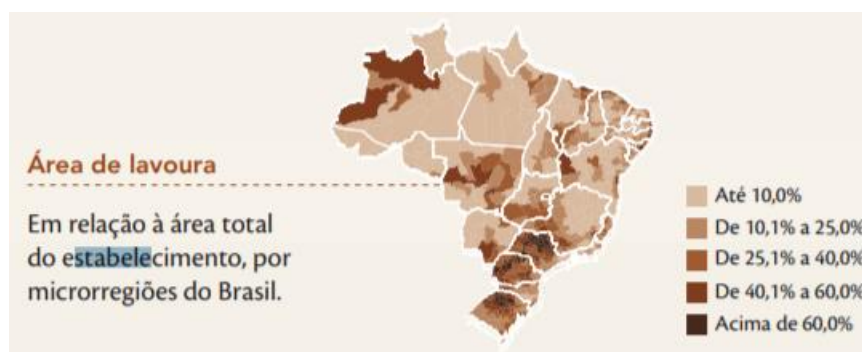 Área de lavoura
Em relação à área total
do estabelecimento, por
microrregiões do Brasil.
Até 10,0%
De 10,1% a 25,0%
De 25,1% a 40,0%
De 40,1% a 60,0%
Acima de 60,0%